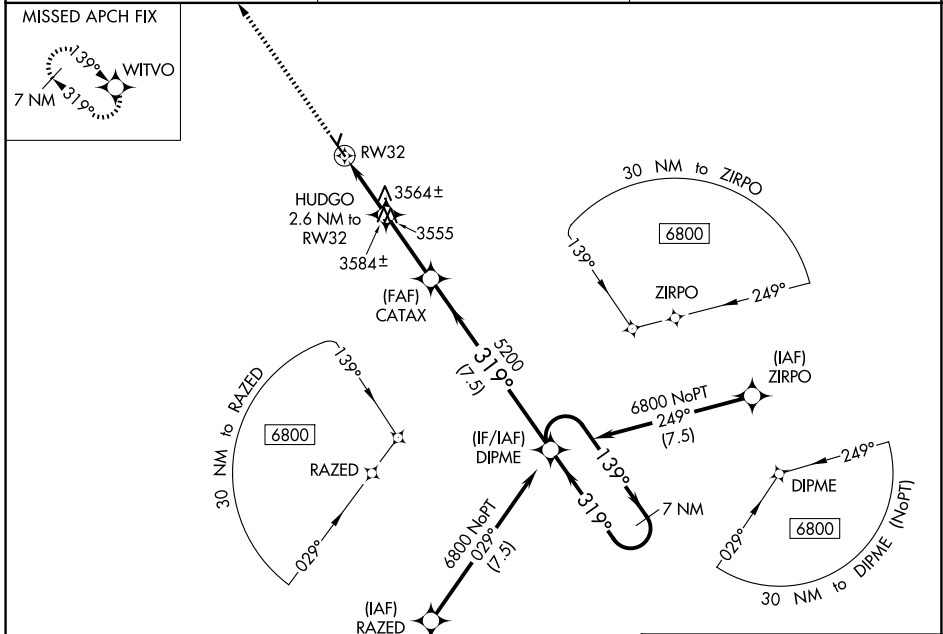 MISSED APCH FIX
139°
WITVO
7 NM
319°
RW32
HUDGO
2.6 NM to
RW32
3564±
3555
3584±
(FAF)
CATAX
5200
319°
(7.5)
30 NM to ZIRPO
6800
139°
ZIRPO
249°
(IAF)
ZIRPO
6800 NoPT
249°
(7.5)
(IF/IAF)
DIPME
139°
319°
7 NM
30 NM to RAZED
139°
6800
RAZED
029°
6800 NoPT
029°
(7.5)
(IAF)
RAZED
249°
DIPME
6800
029°
30 NM to DIPME (NoPT)